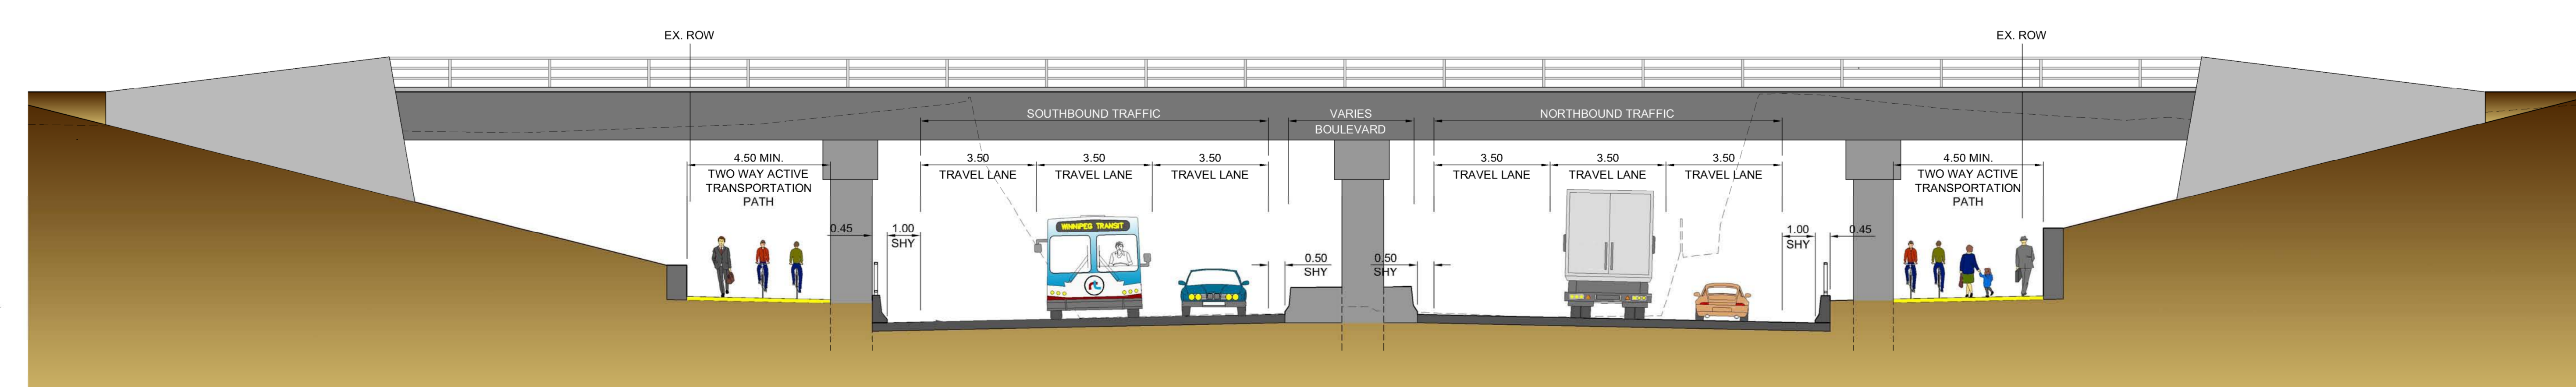 EX. ROW
EX. ROW
SOUTHBOUND TRAFFIC
VARIES
BOULEVARD
NORTHBOUND TRAFFIC
4.50 MIN.
TWO WAY ACTIVE
TRANSPORTATION
PATH
3.50
TRAVEL LANE
3.50
TRAVEL LANE
3.50
TRAVEL LANE
3.50
TRAVEL LANE
3.50
TRAVEL LANE
3.50
TRAVEL LANE
4.50 MIN.
TWO WAY ACTIVE
TRANSPORTATION
PATH
0.45
1.00
SHY
WINNIPEG TRANSIT
0.50
SHY
0.50
SHY
1.00
SHY
0.45